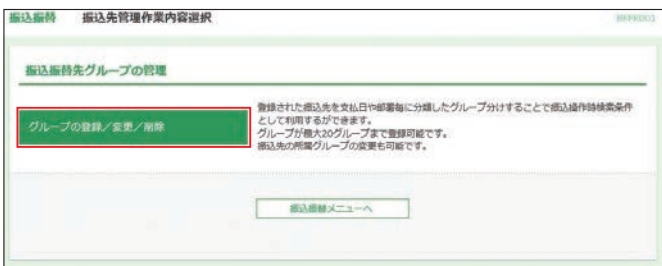 振込振替 振込先管理作業内容選択
振込振替先グループの管理
グループの登録／変更／削除
登録された振込先を支払日や部署毎に分類したグループ分けすることで振込操作時検索条件
として利用するができます。
グループが最大20グループまで登録可能です。
振込先の所属グループの変更も可能です。
振込振替メニューへ